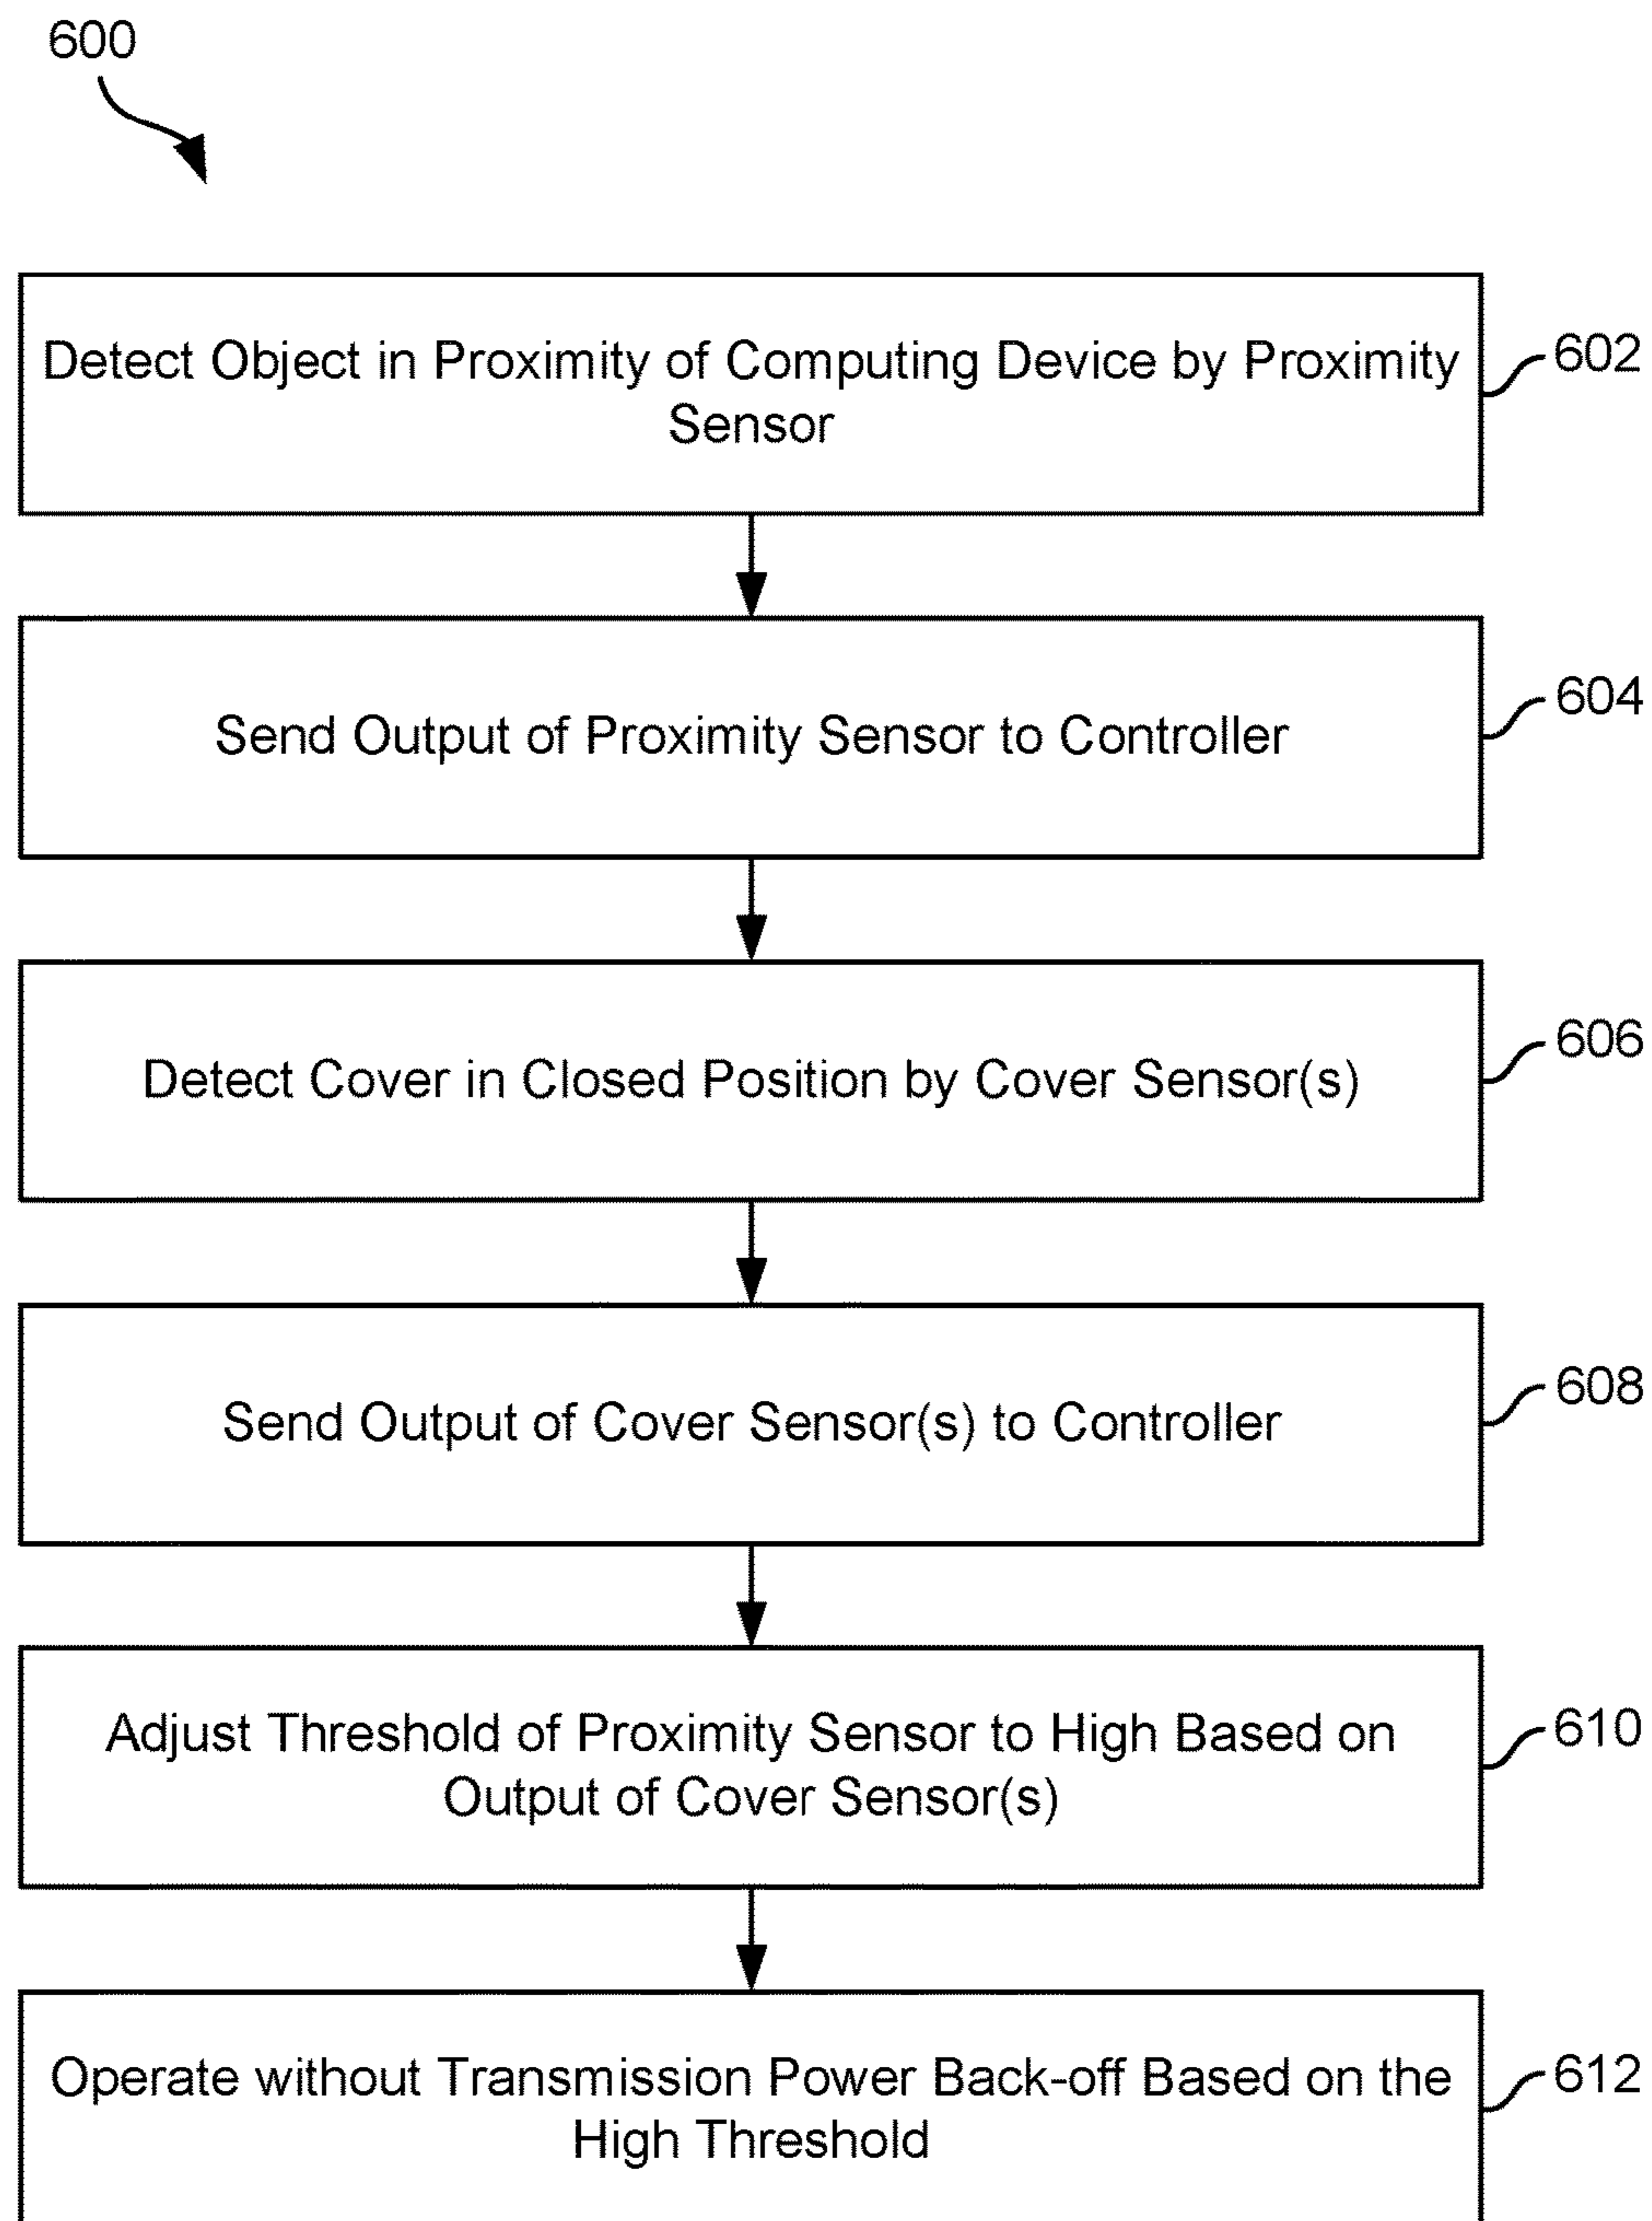 600
Detect Object in Proximity of Computing Device by Proximity
Sensor
602
Send Output of Proximity Sensor to Controller
604
Detect Cover in Closed Position by Cover Sensor(s)
606
Send Output of Cover Sensor(s) to Controller
608
Adjust Threshold of Proximity Sensor to High Based on
Output of Cover Sensor(s)
610
Operate without Transmission Power Back-off Based on the
High Threshold
612